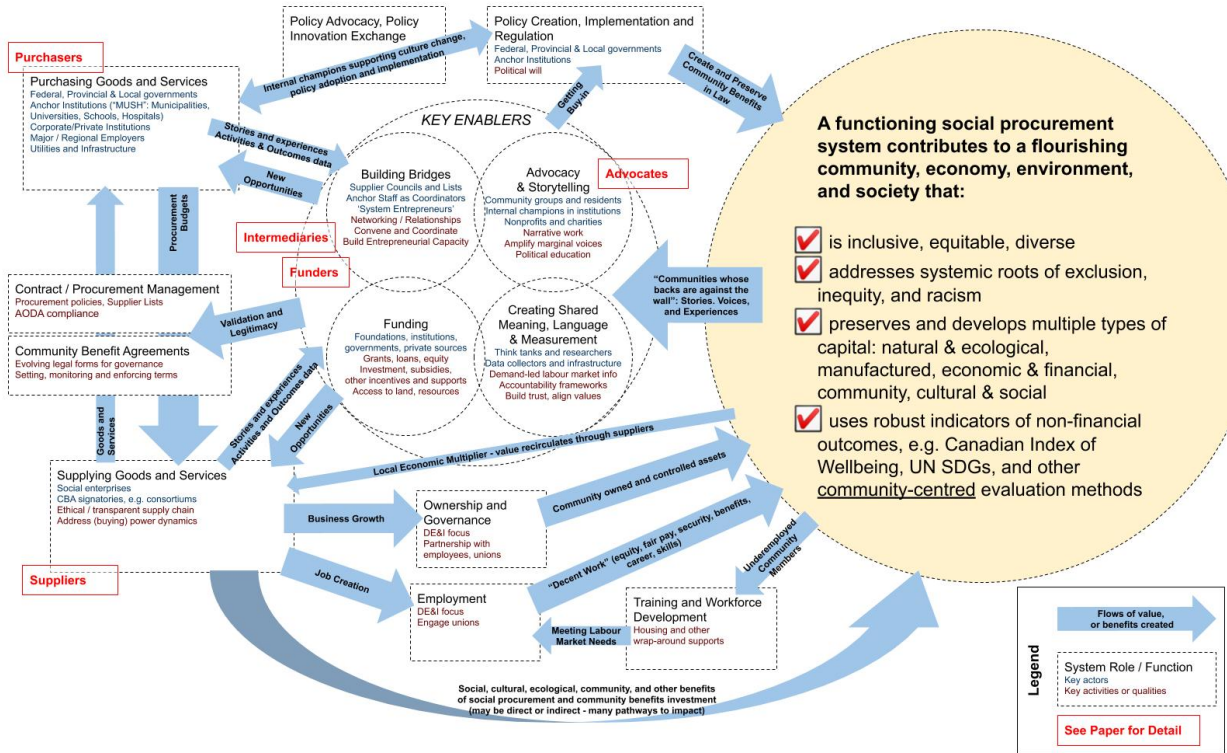 Policy Advocacy, Policy
Innovation Exchange
Policy Creation, Implementation and
Regulation
Federal, Provincial & Local governments
Anchor Institutions
Political will
Purchasers
Purchasing Goods and Services
Federal, Provincial & Local governments
Anchor Institutions ("MUSH": Municipalities,
Universities, Schools, Hospitals)
Corporate/Private Institutions
Major / Regional Employers
Utilities and Infrastructure
Internal champions supporting culture change,
policy adoption and implementation
Create and Preserve
Community Benefits
in Law
Getting
Buy-in
Stories and experiences
Activities & Outcomes data
New
Opportunities
KEY ENABLERS
Building Bridges
Supplier Councils and Lists
Anchor Staff as Coordinators
'System Entrepreneurs'
Networking / Relationships
Convene and Coordinate
Build Entrepreneurial Capacity
Advocacy
& Storytelling
Community groups and residents
Internal champions in institutions
Nonprofits and charities
Narrative work
Amplify marginal voices
Political education
Advocates
Intermediaries
Funders
Funding
Foundations, institutions,
governments, private sources
Grants, loans, equity
Investment, subsidies,
other incentives and supports
Access to land, resources
Creating Shared
Meaning, Language
& Measurement
Think tanks and researchers
Data collectors and infrastructure
Demand-led labour market info
Accountability frameworks
Build trust, align values
"Communities whose
backs are against the
wall": Stories. Voices,
and Experiences
Procurement
Budgets
Contract / Procurement Management
Procurement policies, Supplier Lists
AODA compliance
Community Benefit Agreements
Evolving legal forms for governance
Setting, monitoring and enforcing terms
Validation and
Legitimacy
Goods and
Services
Stories and experiences
Activities and Outcomes data
New
Opportunities
Supplying Goods and Services
Social enterprises
CBA signatories, e.g. consortiums
Ethical / transparent supply chain
Address (buying) power dynamics
Suppliers
Local Economic Multiplier - value recirculates through suppliers
Business Growth
Ownership and
Governance
DE&I focus
Partnership with
employees, unions
Community owned and controlled assets
Job Creation
Employment
DE&I focus
Engage unions
"Decent Work" (equity, fair pay, security, benefits,
career, skills)
Underemployed
Community
Members
Meeting Labour
Market Needs
Training and Workforce
Development
Housing and other
wrap-around supports
Social, cultural, ecological, community, and other benefits
of social procurement and community benefits investment
(may be direct or indirect - many pathways to impact)
A functioning social procurement
system contributes to a flourishing
community, economy, environment,
and society that:
is inclusive, equitable, diverse
addresses systemic roots of exclusion,
inequity, and racism
preserves and develops multiple types of
capital: natural & ecological,
manufactured, economic & financial,
community, cultural & social
uses robust indicators of non-financial
outcomes, e.g. Canadian Index of
Wellbeing, UN SDGs, and other
community-centred evaluation methods
Legend
Flows of value,
or benefits created
System Role / Function
Key actors
Key activities or qualities
See Paper for Detail